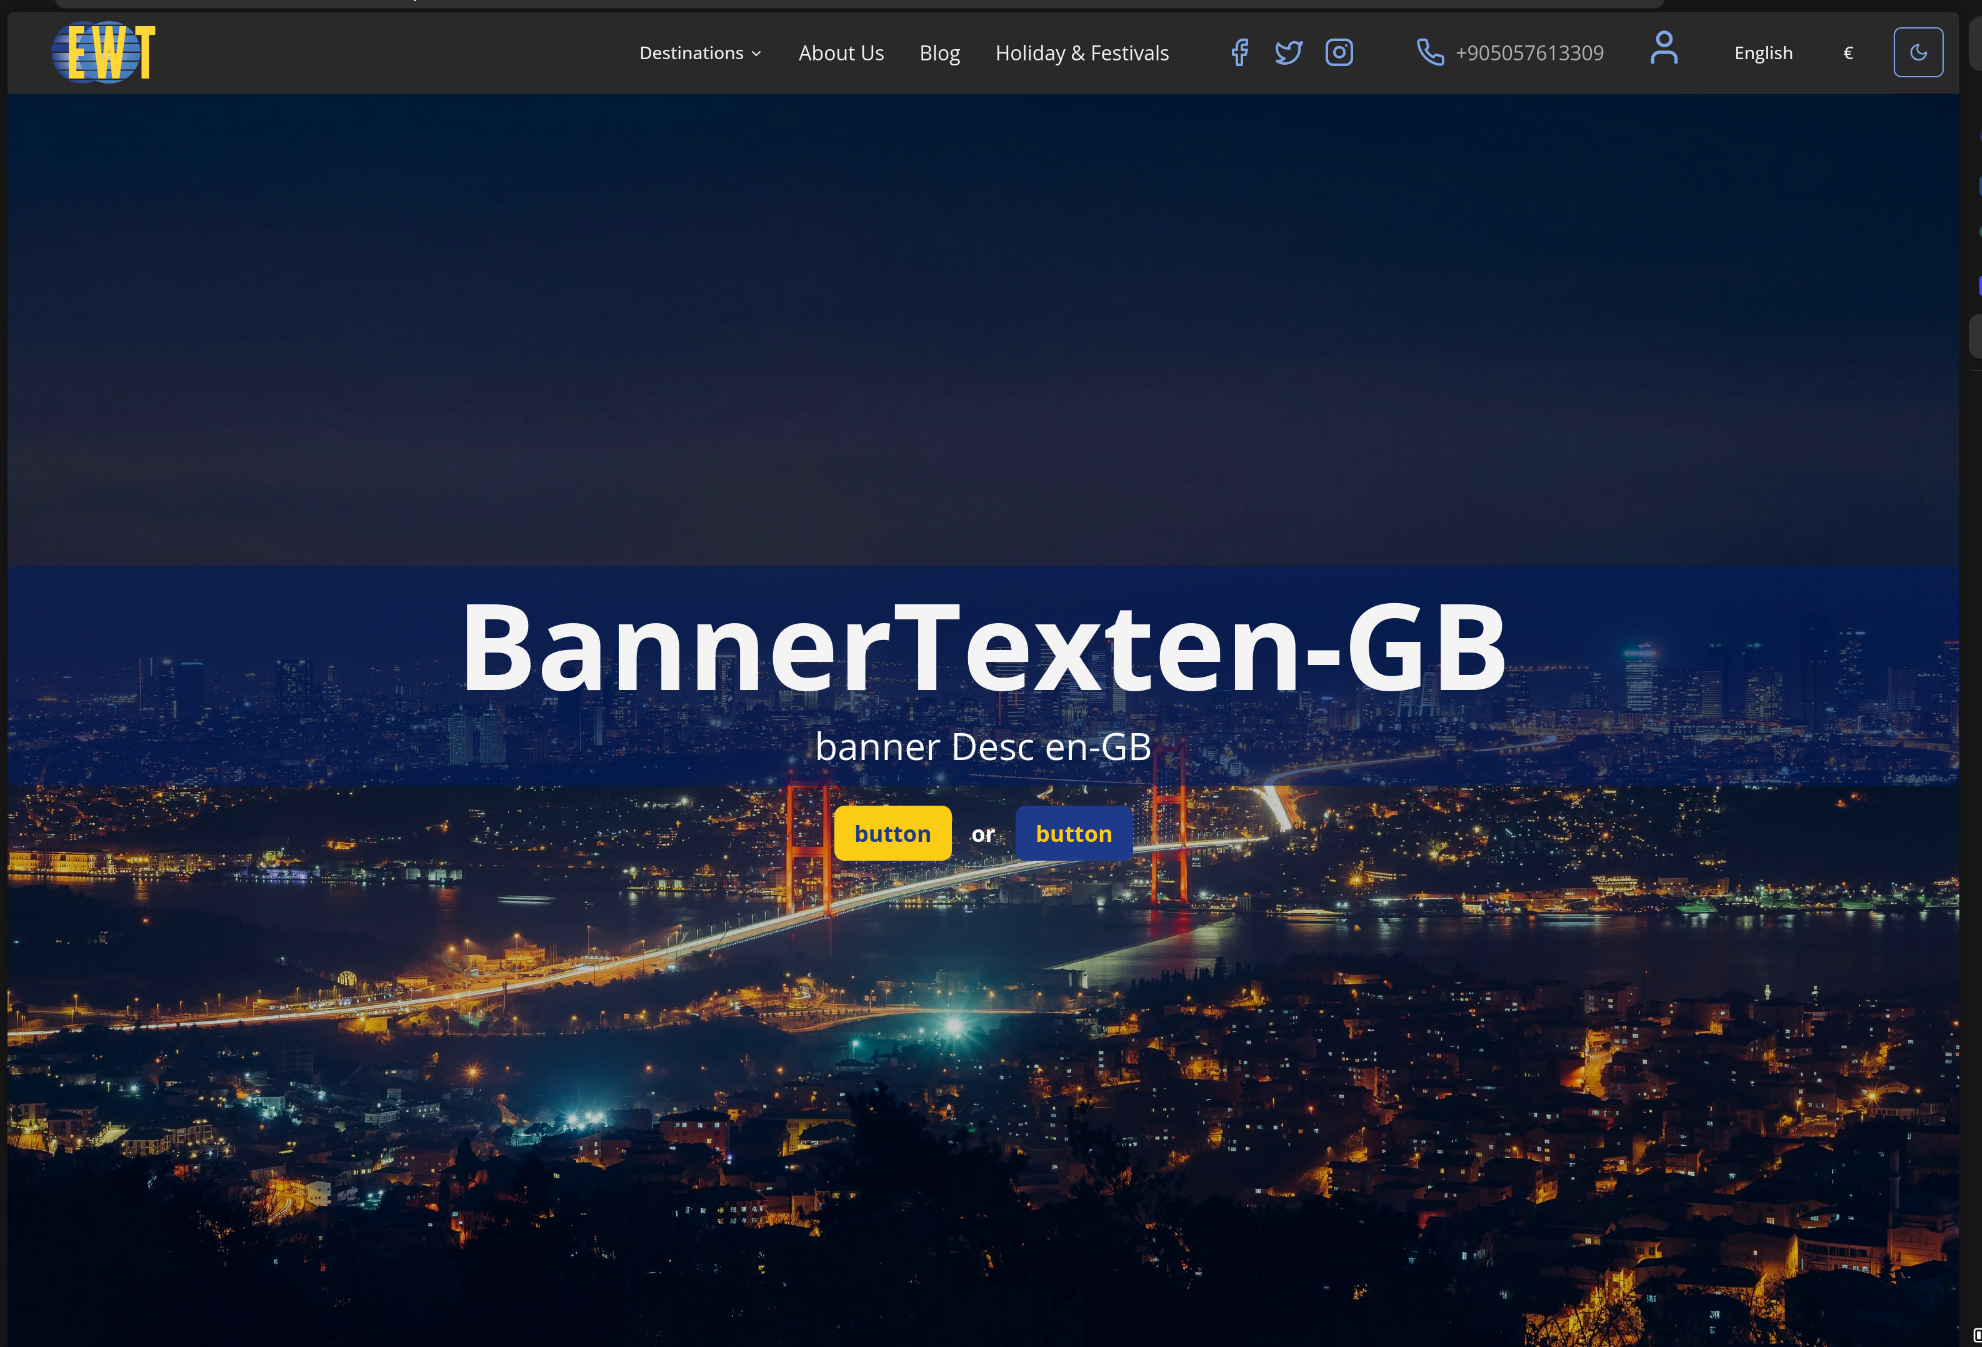 EWT
Destinations
About Us
Blog
Holiday & Festivals
+905057613309
English
€
BannerTexten-GB
banner Desc en-GB
button or button